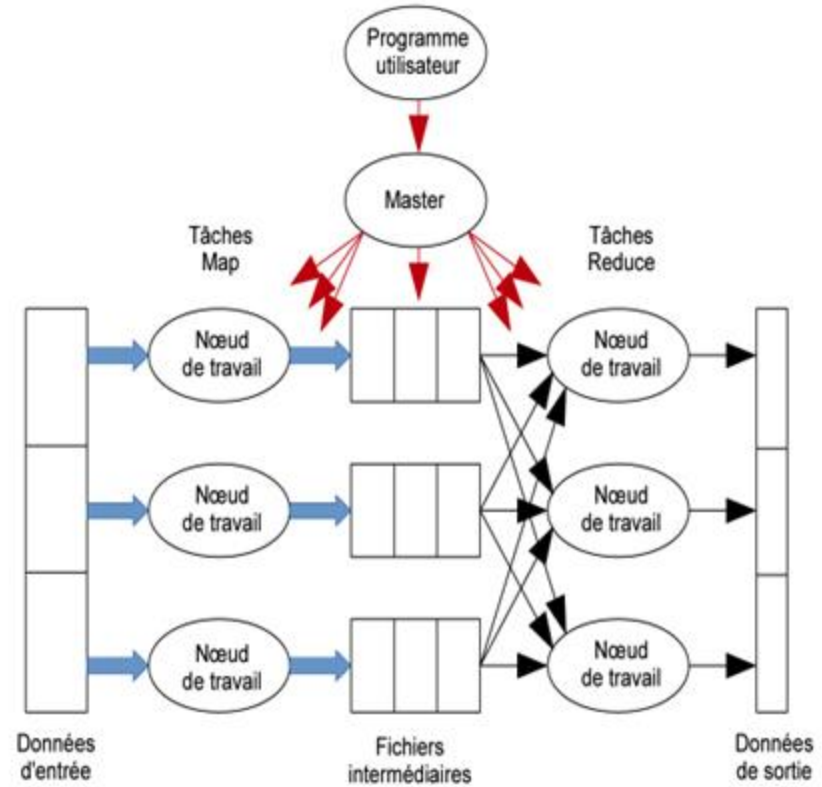 Programme
utilisateur
Master
Tâches
Map
Tâches
Reduce
Nœud
de travail
Nœud
de travail
Nœud
de travail
Nœud
de travail
Nœud
de travail
Nœud
de travail
Données
d'entrée
Fichiers
intermédiaires
Données
de sortie